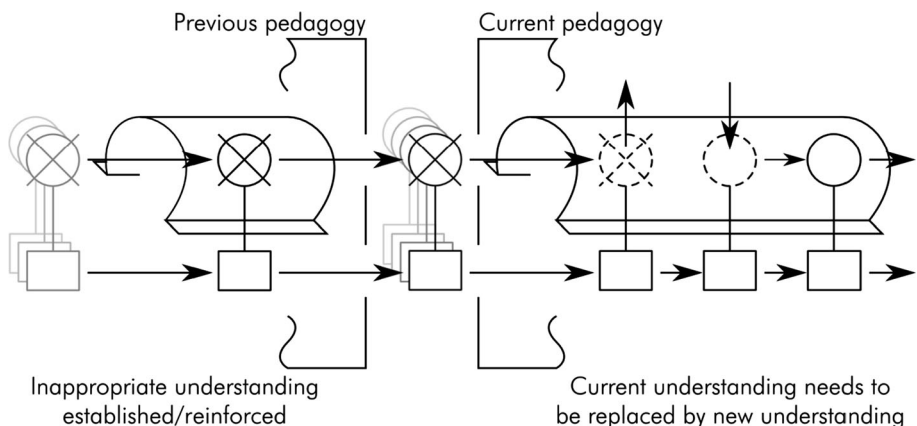 Previous pedagogy
Current pedagogy
Inappropriate understanding
established/reinforced
Current understanding needs to
be replaced by new understanding